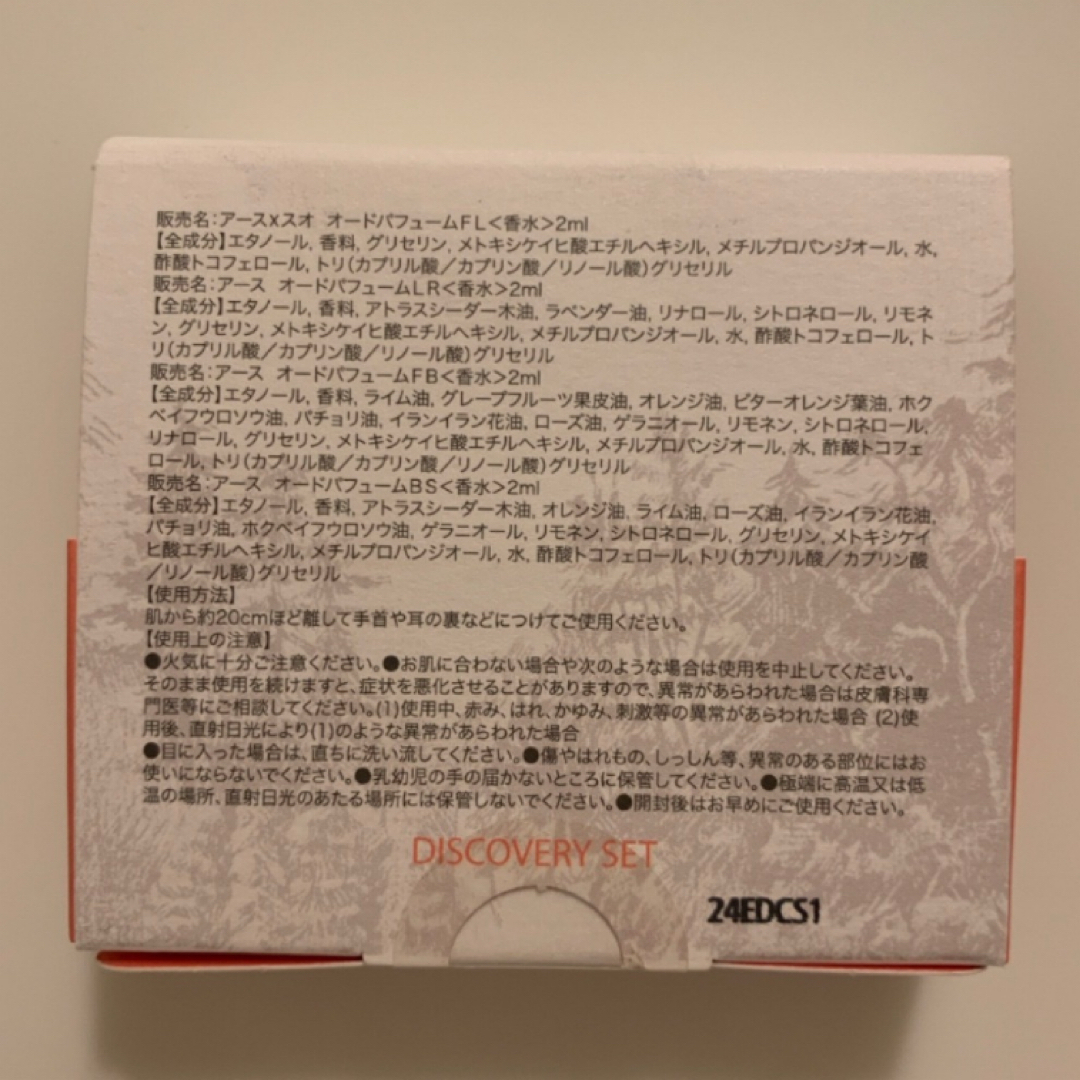 販売名:アースxスオ オードパフュームFL<香水>2ml
【全成分】エタノール, 香料, グリセリン, メトキシケイヒ酸エチルヘキシル, メチルプロパンジオール, 水,
酢酸トコフェロール, トリ(カプリル酸/カプリン酸/リノール酸)グリセリル
販売名:アース オードパフュームLR<香水>2ml
【全成分】エタノール, 香料, アトラスシーダー木油, ラベンダー油, リナロール, シトロネロール, リモネ
ン, グリセリン, メトキシケイヒ酸エチルヘキシル, メチルプロパンジオール, 水, 酢酸トコフェロール, ト
リ(カプリル酸/カプリン酸/リノール酸)グリセリル
販売名:アース オードパフュームFB<香水>2ml
【全成分】エタノール, 香料, ライム油, グレープフルーツ果皮油, オレンジ油, ビターオレンジ葉油, ホク
ベイフウロソウ油, パチョリ油, イランイラン花油, ローズ油, ゲラニオール, リモネン, シトロネロール,
リナロール, グリセリン, メトキシケイヒ酸エチルヘキシル, メチルプロパンジオール, 水, 酢酸トコフェ
ロール, トリ(カプリル酸/カプリン酸/リノール酸)グリセリル
販売名:アース オードパフュームBS<香水>2ml
【全成分】エタノール, 香料, アトラスシーダー木油, オレンジ油, ライム油, ローズ油, イランイラン花油,
パチョリ油, ホクベイフウロソウ油, ゲラニオール, リモネン, シトロネロール, グリセリン, メトキシケイ
ヒ酸エチルヘキシル, メチルプロパンジオール, 水, 酢酸トコフェロール, トリ(カプリル酸/カプリン酸
/リノール酸)グリセリル
【使用方法】
肌から約20cmほど離して手首や耳の裏などにつけてご使用ください。
【使用上の注意】
●火気に十分ご注意ください。●お肌に合わない場合や次のような場合は使用を中止してください。
そのまま使用を続けますと、症状を悪化させることがありますので、異常があらわれた場合は皮膚科専
門医等にご相談してください。(1)使用中、赤み、はれ、かゆみ、刺激等の異常があらわれた場合 (2)使
用後、直射日光により(1)のような異常があらわれた場合
●目に入った場合は、直ちに洗い流してください。●傷やはれもの、しっしん等、異常のある部位にはお
使いにならないでください。●乳幼児の手の届かないところに保管してください。●極端に高温又は低
温の場所、直射日光のあたる場所には保管しないでください。●開封後はお早めにご使用ください。
DISCOVERY SET
24EDCS1